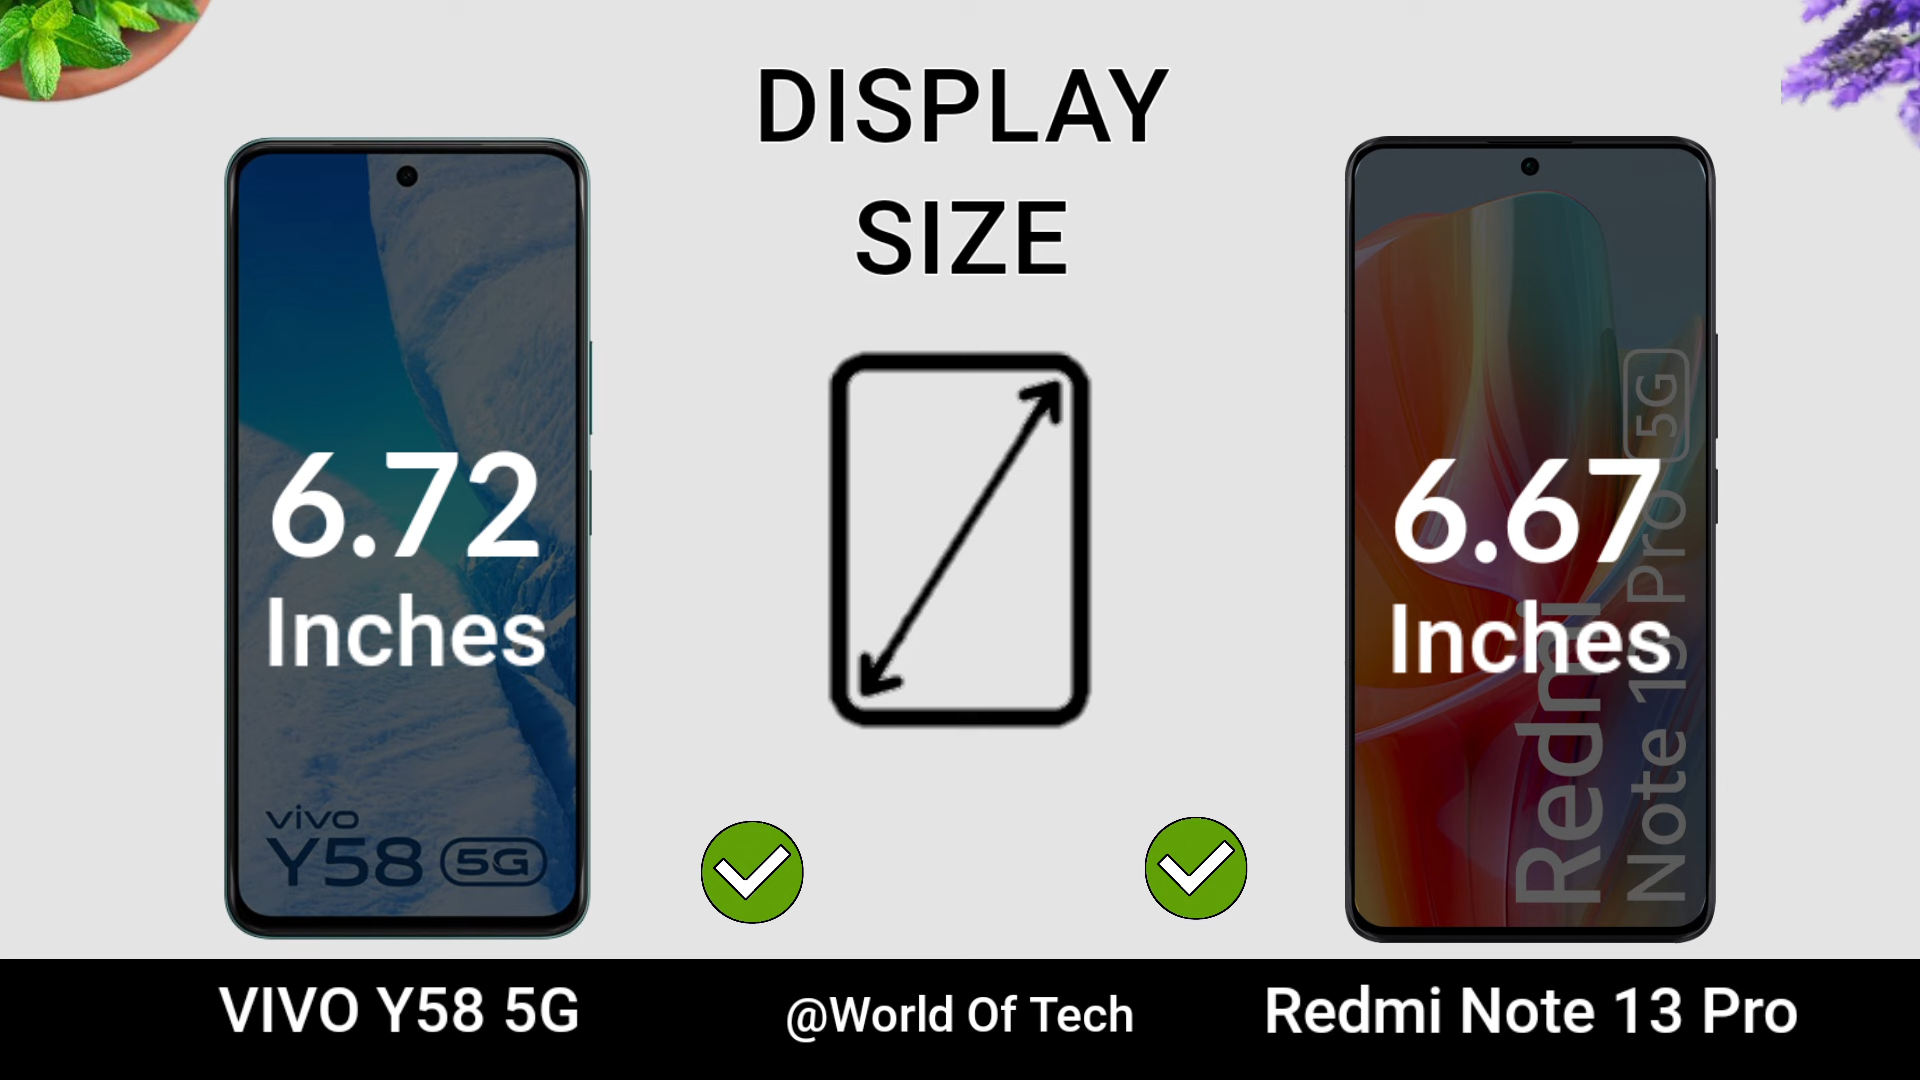 DISPLAY
SIZE
6.72
Inches
vivo
Y58 5G
6.67
Inches
Redmi
Note 13 Pro 5G
VIVO Y58 5G
@World Of Tech
Redmi Note 13 Pro